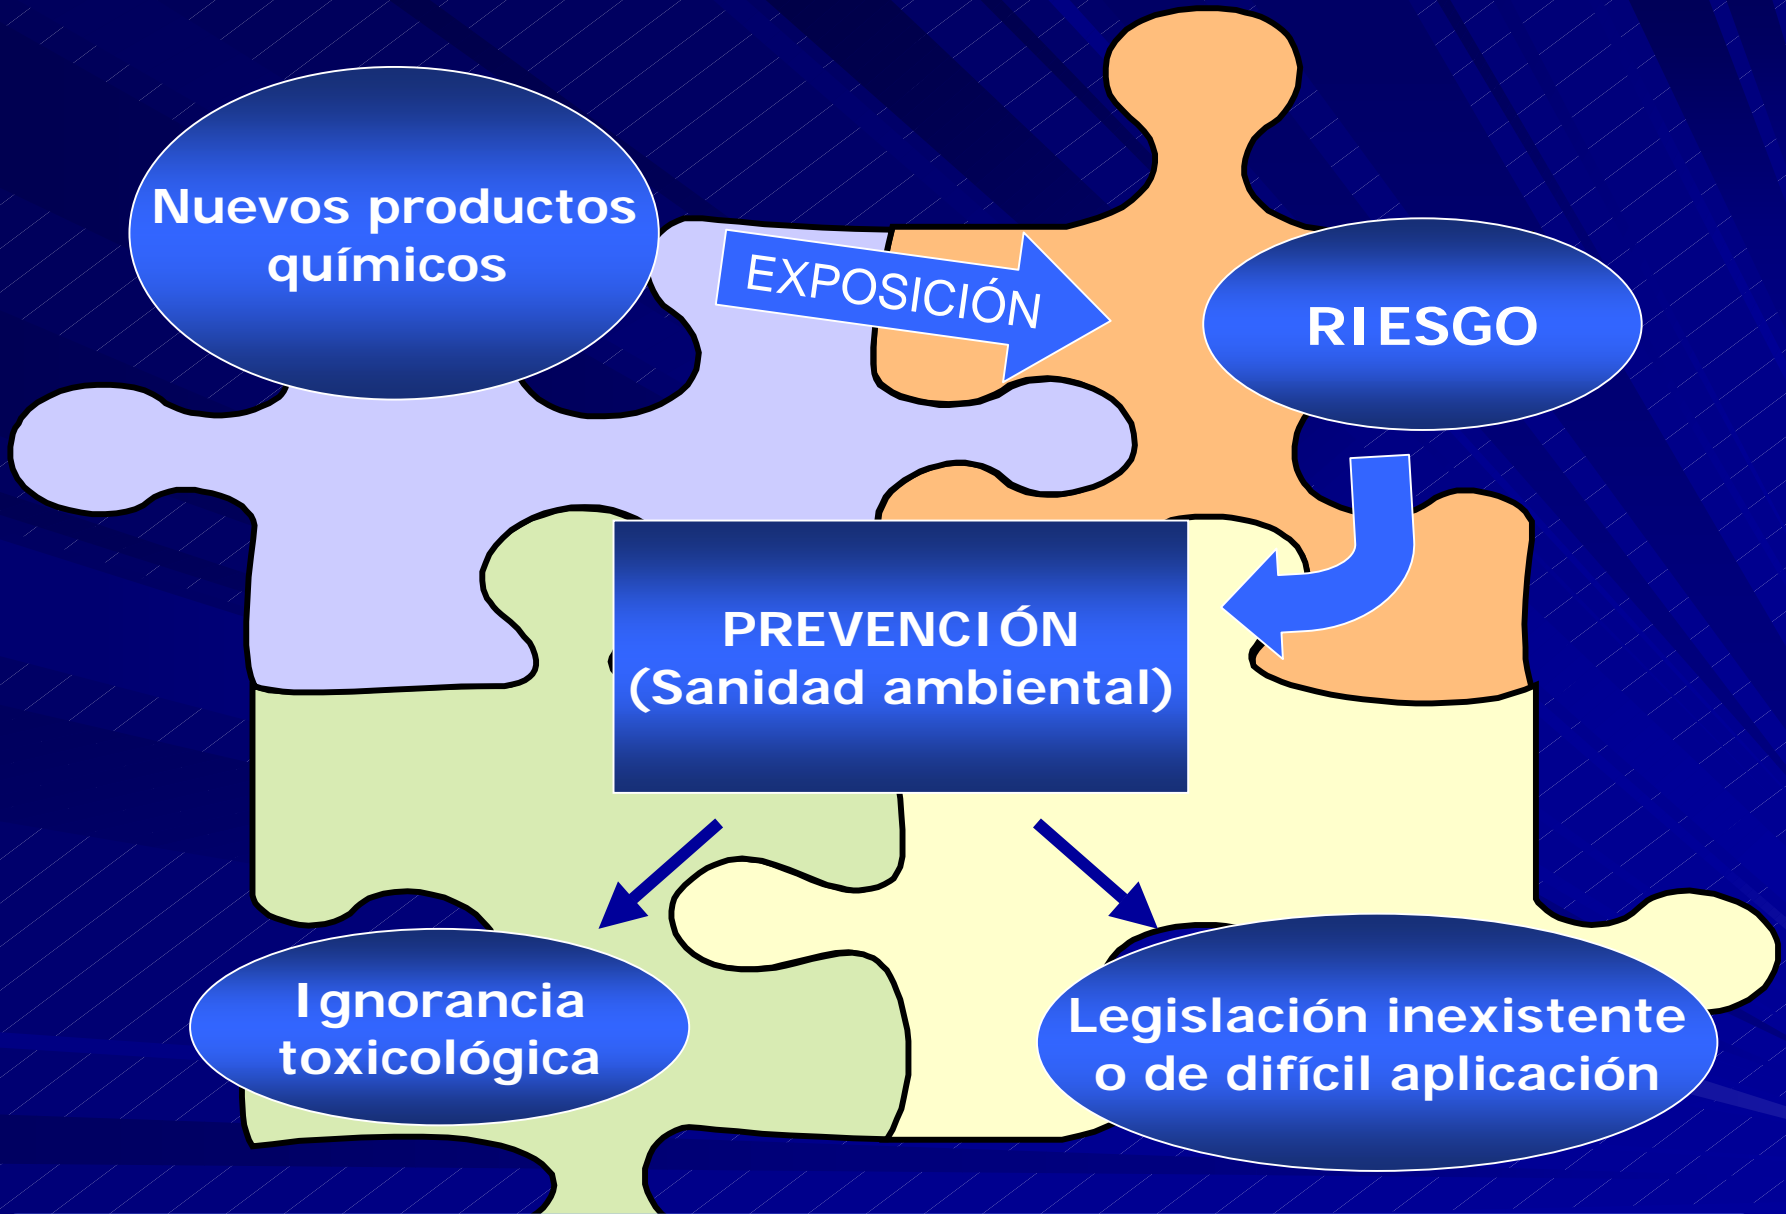 Nuevos productos
químicos
EXPOSICIÓN
RIESGO
PREVENCIÓN
(Sanidad ambiental)
Ignorancia
toxicológica
Legislación inexistente
o de difícil aplicación